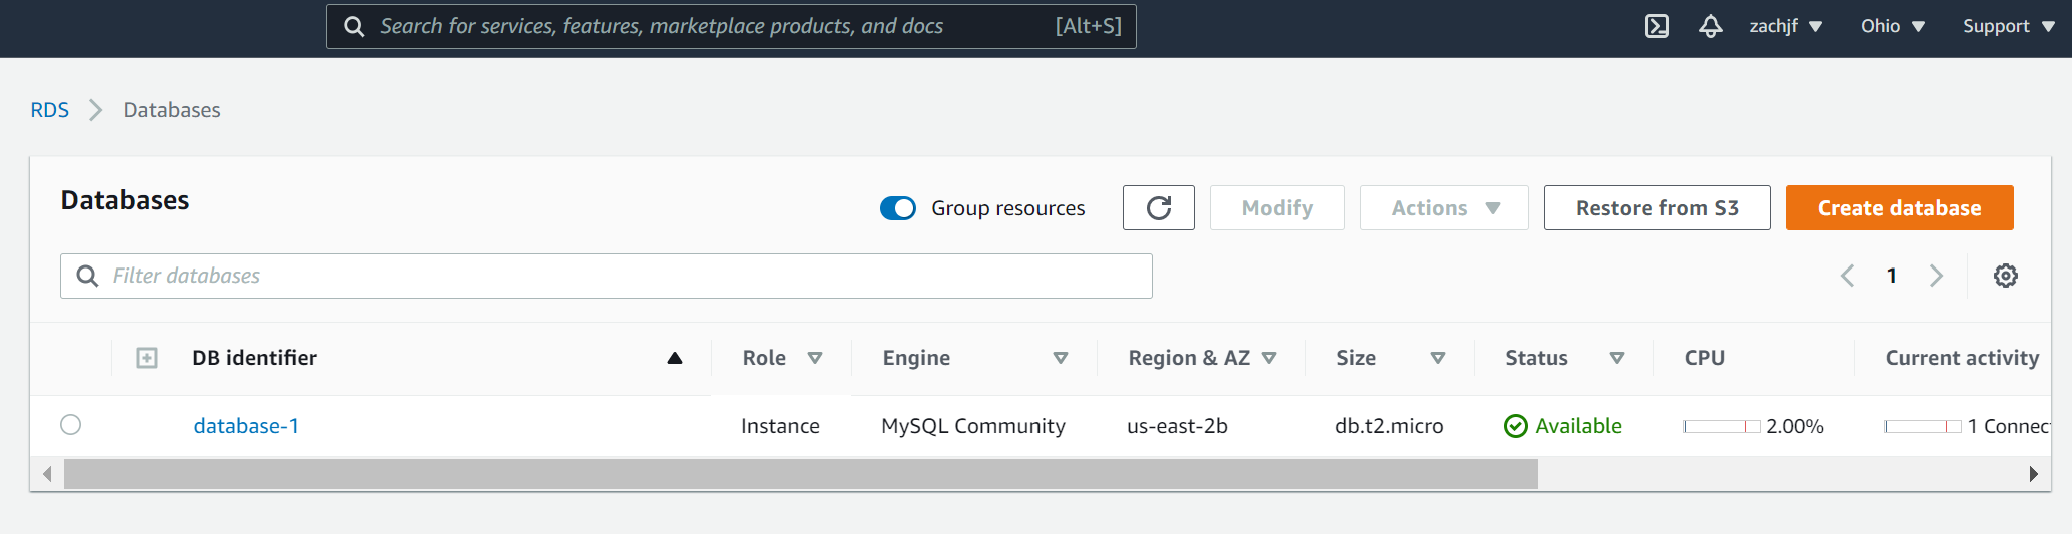 Search for services, features, marketplace products, and docs [Alt+S] zachjf Ohio Support
RDS Databases
Databases Group resources Modify Actions Restore from S3 Create database
Filter databases 1
DB identifier Role Engine Region & AZ Size Status CPU Current activity
database-1 Instance MySQL Community us-east-2b db.t2.micro Available 2.00% 1 Connec